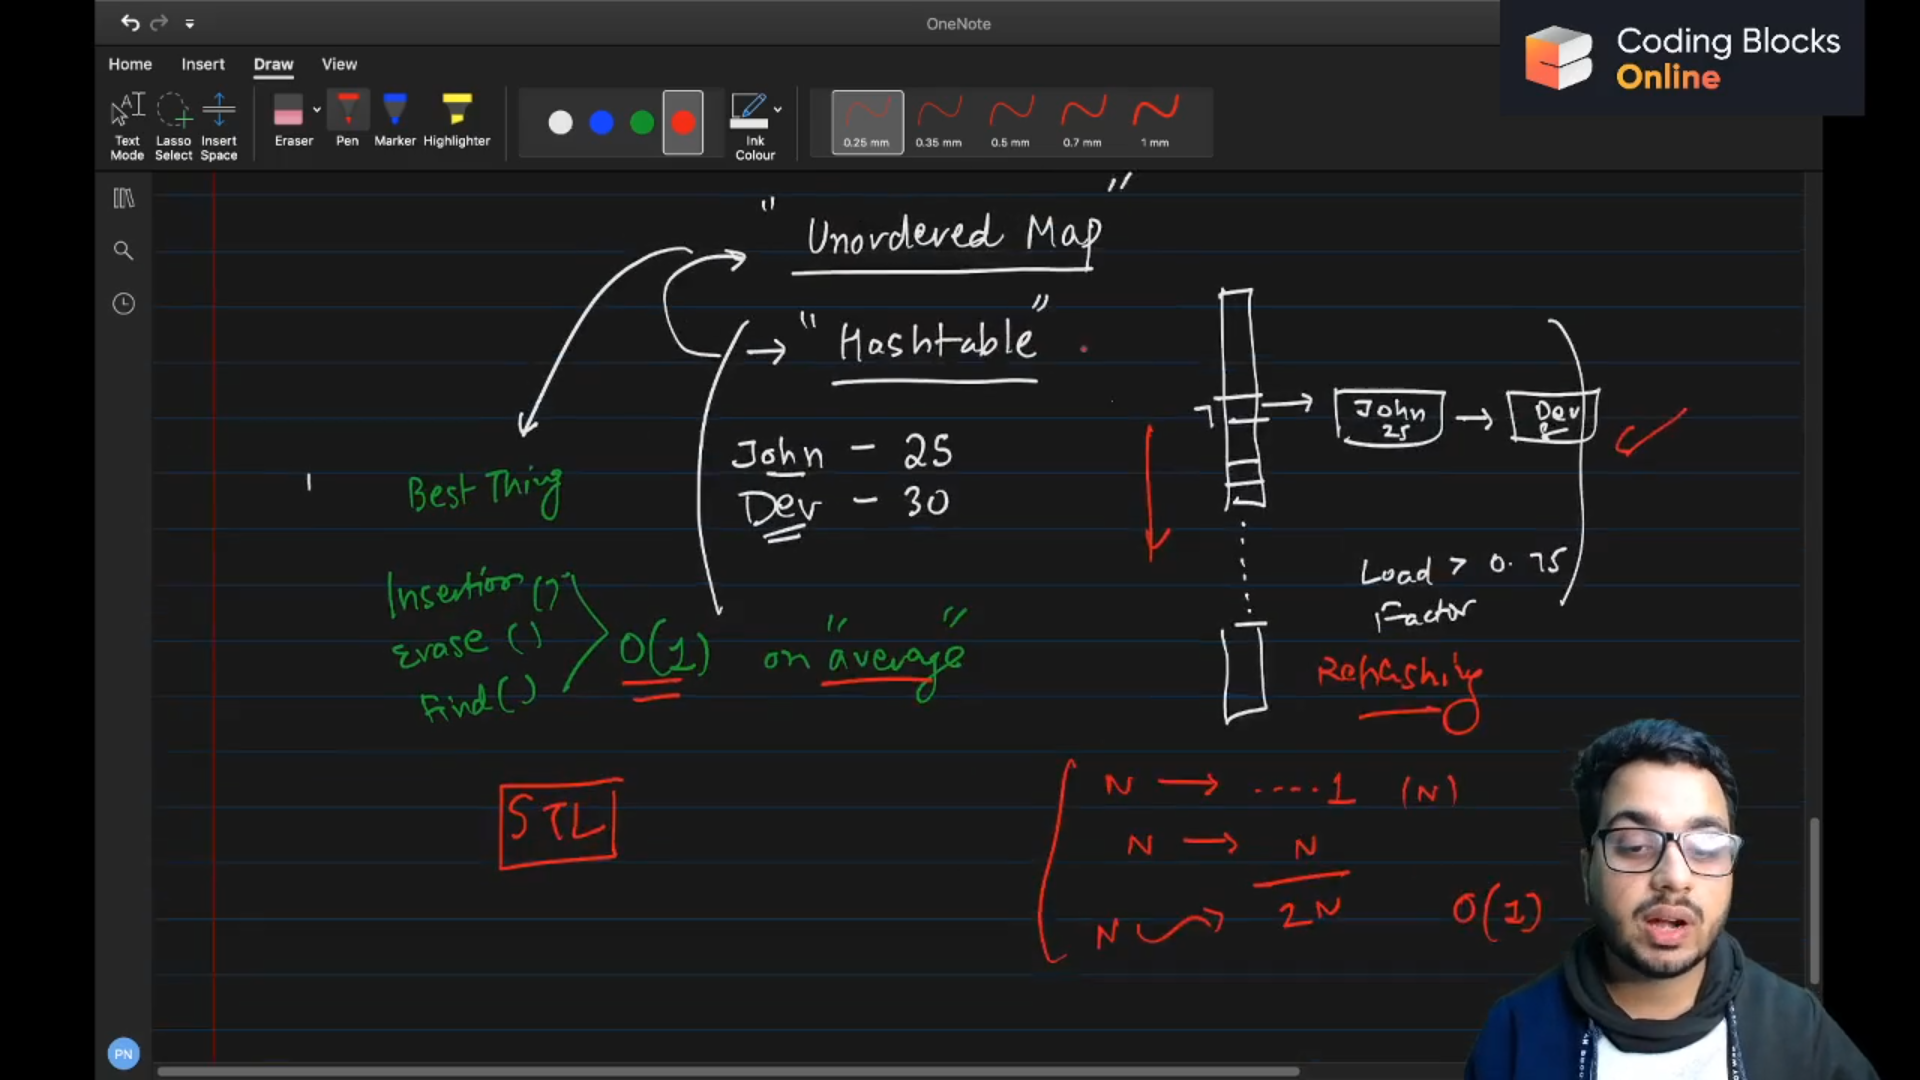 OneNote
Coding Blocks
Online
Home Insert Draw View
Text Mode
Lasso Select
Insert Space
Eraser
Pen
Marker
Highlighter
Ink Colour
0.25 mm
0.35 mm
0.5 mm
0.7 mm
1 mm
"Unordered Map"
"Hashtable"
John - 25
Dev - 30
7
John
25
Dev
Best Thing
Insertion ()
Erase ()
Find ()
O(1) on "average"
Load > 0.75
Factor
Rehashing
STL
N → ....1 (N)
N → N
N 2N O(1)
PN